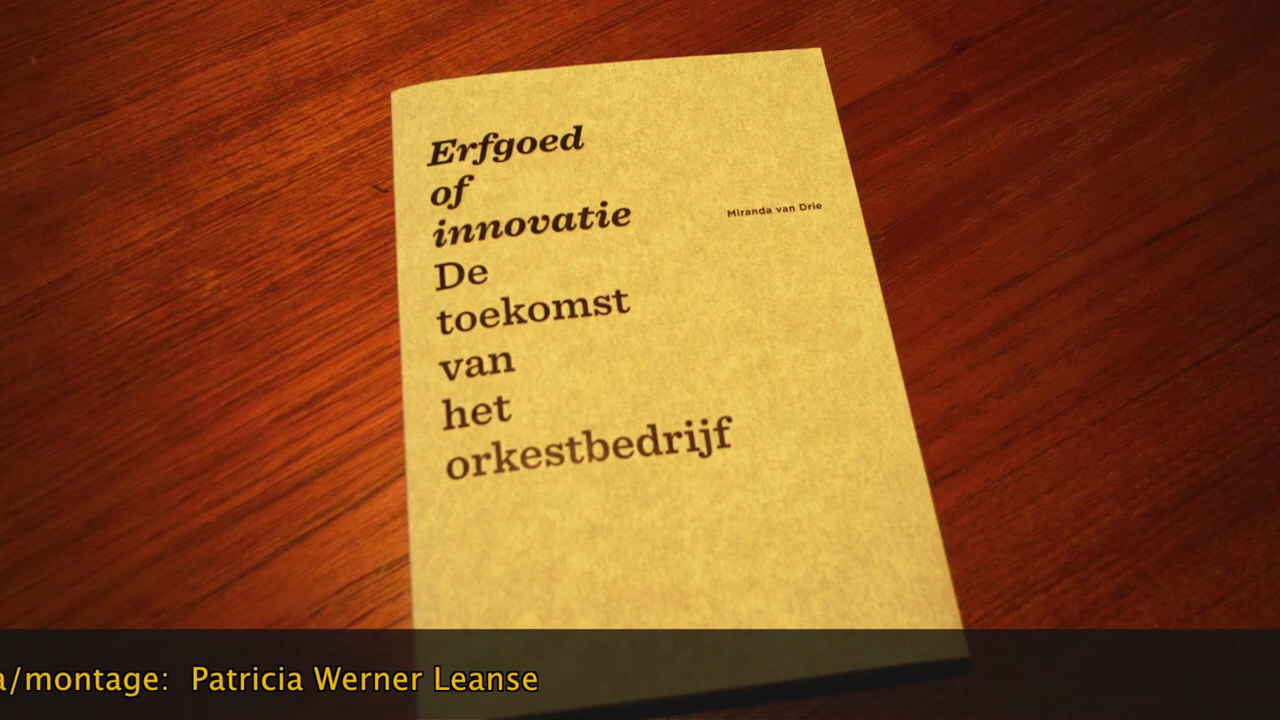 Erfgoed
of
innovatie
De
toekomst
van
het
orkestbedrijf
Miranda van Drie
a/montage: Patricia Werner Leanse